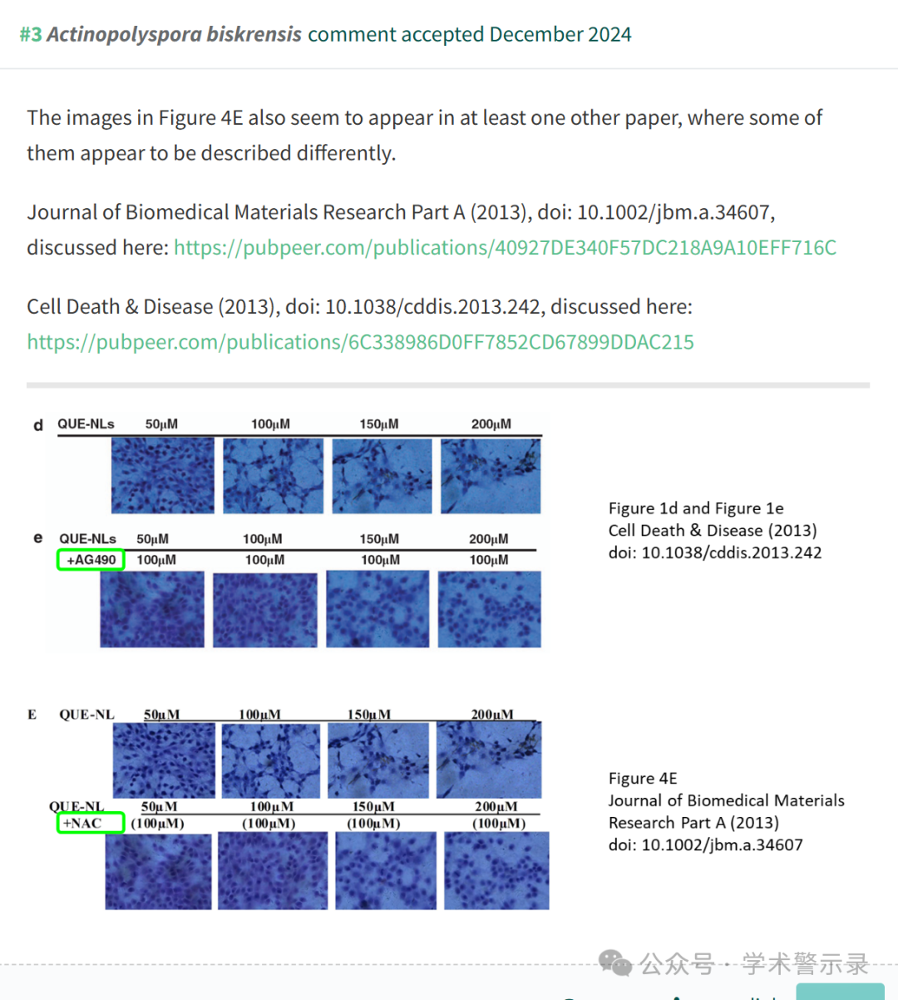 #3 Actinopolyspora biskrensis comment accepted December 2024
The images in Figure 4E also seem to appear in at least one other paper, where some of
them appear to be described differently.
Journal of Biomedical Materials Research Part A (2013), doi: 10.1002/jbm.a.34607,
discussed here: https://pubpeer.com/publications/40927DE340F57DC218A9A10EFF716C
Cell Death & Disease (2013), doi: 10.1038/cddis.2013.242, discussed here:
https://pubpeer.com/publications/6C338986D0FF7852CD67899DDAC215
d QUE-NLs 50μM 100μM 150μM 200μM
e QUE-NLs 50μM 100μM 150μM 200μM
+AG490 100μM 100μM 100μM 100μM
Figure 1d and Figure 1e
Cell Death & Disease (2013)
doi: 10.1038/cddis.2013.242
E QUE-NL 50μM 100μM 150μM 200μM
QUE-NL 50μM 100μM 150μM 200μM
+NAC (100μM) (100μM) (100μM) (100μM)
Figure 4E
Journal of Biomedical Materials
Research Part A (2013)
doi: 10.1002/jbm.a.34607
公众号 · 学术警示录